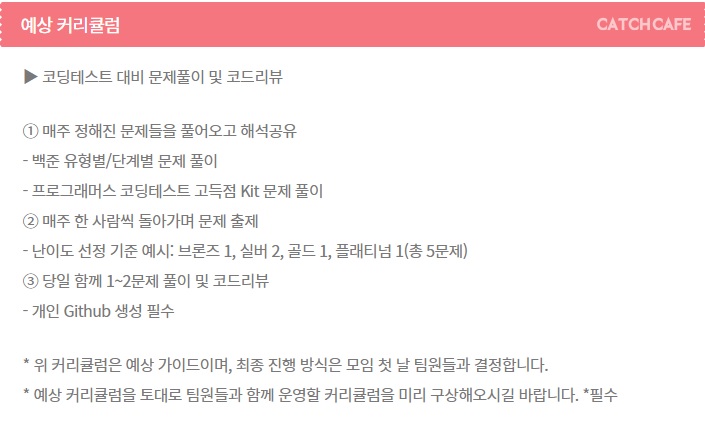 예상 커리큘럼
CATCH CAFE
▶ 코딩테스트 대비 문제풀이 및 코드리뷰
① 매주 정해진 문제들을 풀어오고 해석공유
- 백준 유형별/단계별 문제 풀이
- 프로그래머스 코딩테스트 고득점 Kit 문제 풀이
② 매주 한 사람씩 돌아가며 문제 출제
- 난이도 선정 기준 예시: 브론즈 1, 실버 2, 골드 1, 플래티넘 1(총 5문제)
③ 당일 함께 1~2문제 풀이 및 코드리뷰
- 개인 Github 생성 필수
* 위 커리큘럼은 예상 가이드이며, 최종 진행 방식은 모임 첫 날 팀원들과 결정합니다.
* 예상 커리큘럼을 토대로 팀원들과 함께 운영할 커리큘럼을 미리 구상해오시길 바랍니다. *필수